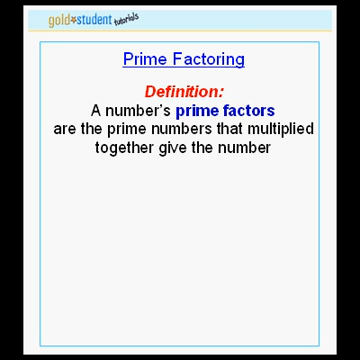 goldstudent tutorials
Prime Factoring
Definition:
A number's prime factors
are the prime numbers that multiplied
together give the number